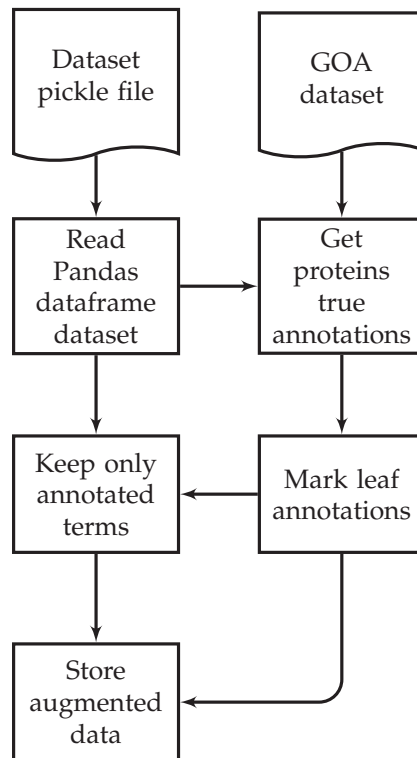 Dataset
pickle file
GOA
dataset
Read
Pandas
dataframe
dataset
Get
proteins
true
annotations
Keep only
annotated
terms
Mark leaf
annotations
Store
augmented
data